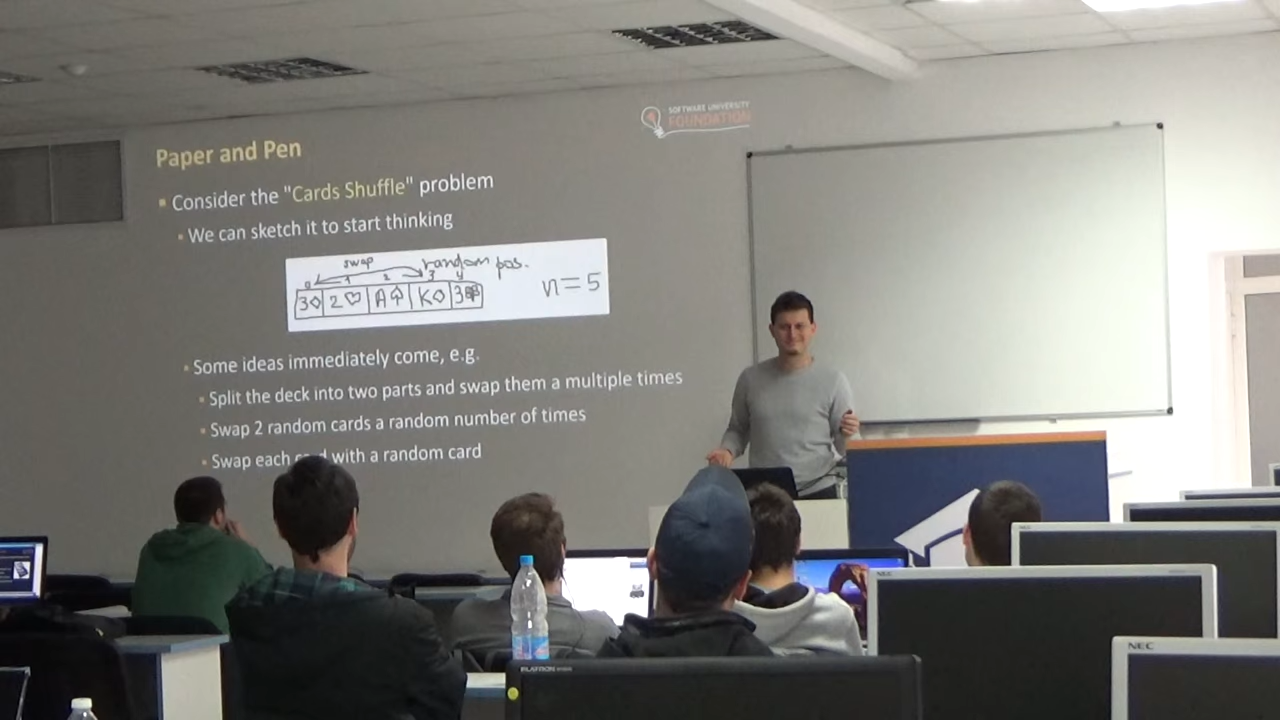 SOFTWARE UNIVERSITY
FOUNDATION
Paper and Pen
Consider the "Cards Shuffle" problem
We can sketch it to start thinking
swap random pos.
0 1 2 3 4
3♢ 2♡ A♤ K♢ 3♣
n=5
Some ideas immediately come, e.g.
Split the deck into two parts and swap them a multiple times
Swap 2 random cards a random number of times
Swap each card with a random card
NEC
NEC
NEC
FLATRON